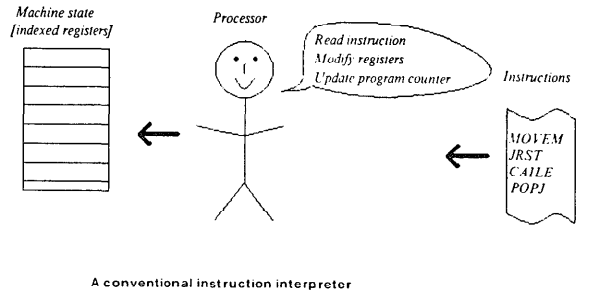 Machine state
[indexed registers]
Processor
Read instruction
Modify registers
Update program counter
Instructions
MOVEM
JRST
CAILE
POPJ
A conventional instruction interpreter